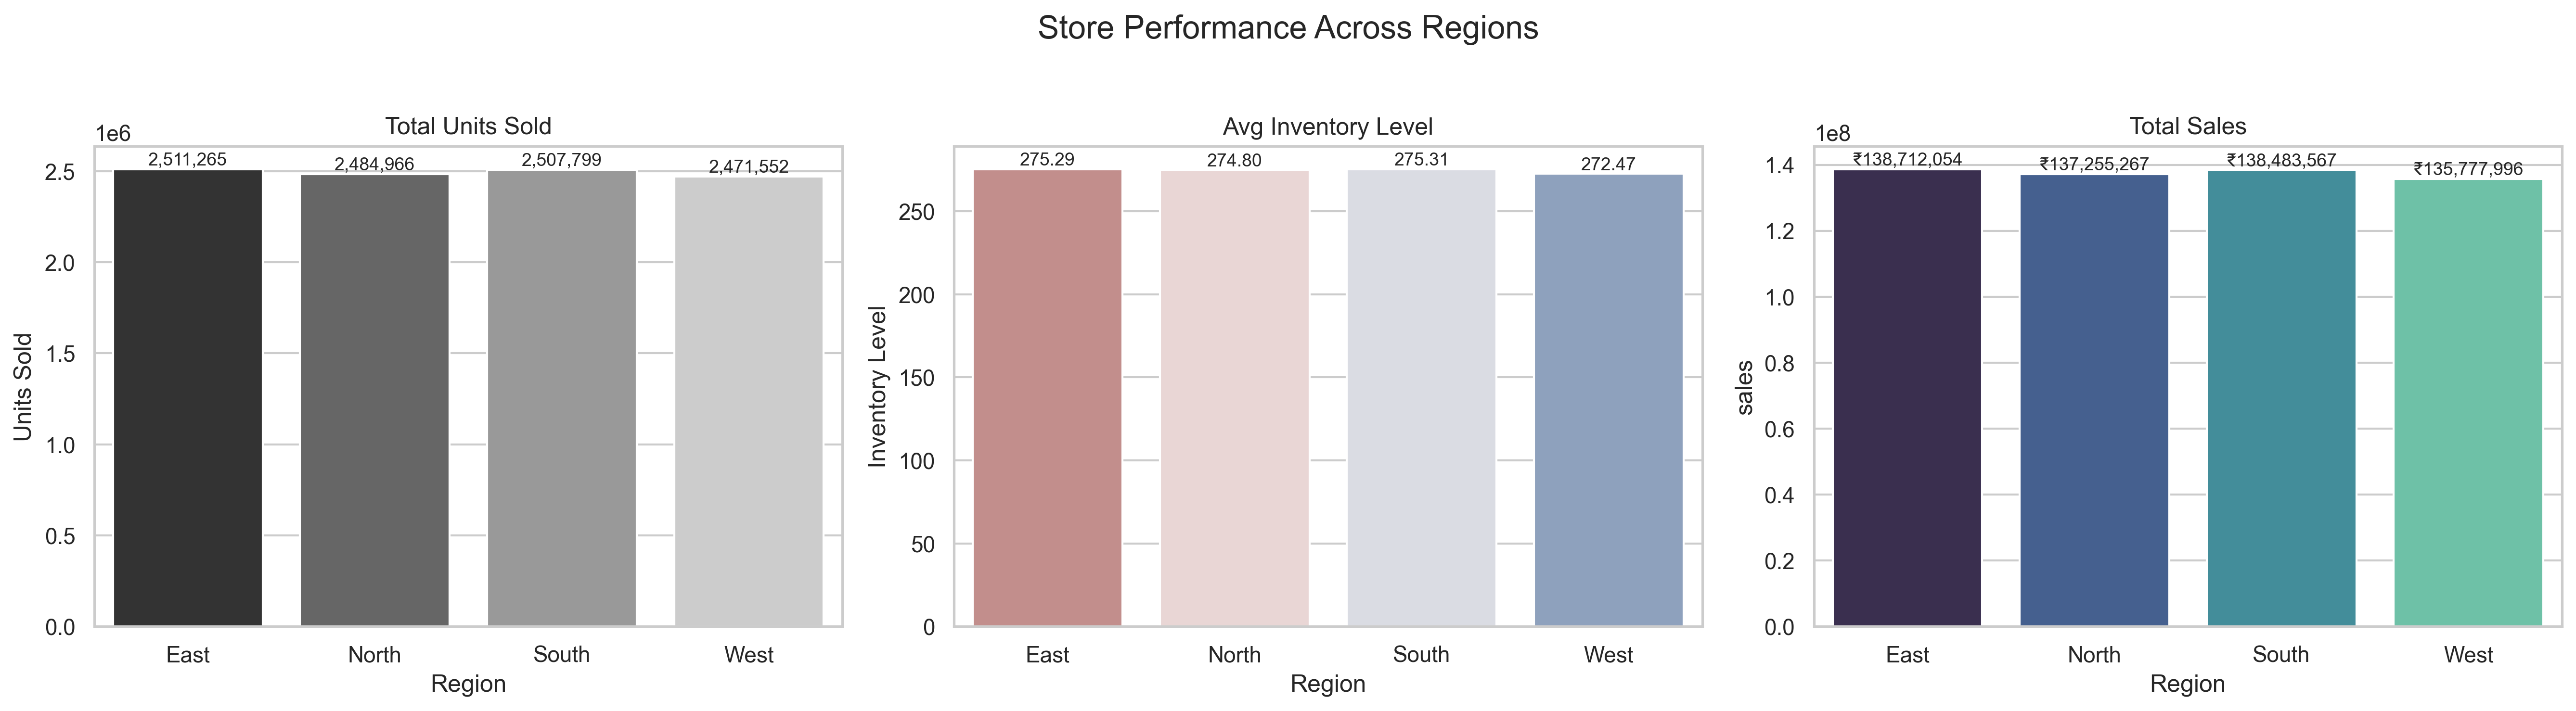 Store Performance Across Regions
Total Units Sold
1e6
2,511,265
2,484,966
2,507,799
2,471,552
2.5
2.0
1.5
1.0
0.5
0.0
Units Sold
East
North
South
West
Region
Avg Inventory Level
275.29
274.80
275.31
272.47
250
200
150
100
50
0
Inventory Level
East
North
South
West
Region
Total Sales
1e8
₹138,712,054
₹137,255,267
₹138,483,567
₹135,777,996
1.4
1.2
1.0
0.8
0.6
0.4
0.2
0.0
sales
East
North
South
West
Region